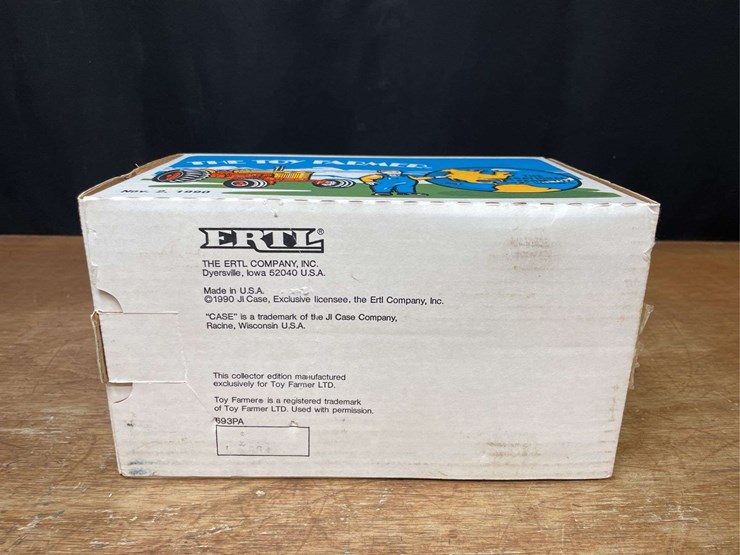 THE TOY FARMER
Nov. 2, 1990
ERTL®
THE ERTL COMPANY, INC.
Dyersville, Iowa 52040 U.S.A.
Made in U.S.A.
©1990 JI Case, Exclusive licensee, the Ertl Company, Inc.
"CASE" is a trademark of the JI Case Company,
Racine, Wisconsin U.S.A.
This collector edition manufactured
exclusively for Toy Farmer LTD.
Toy Farmer® is a registered trademark
of Toy Farmer LTD. Used with permission.
693PA